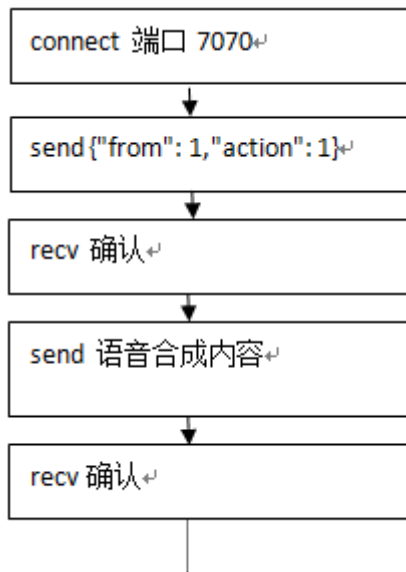 connect 端口 7070
send {"from": 1,"action": 1}
recv 确认
send 语音合成内容
recv 确认